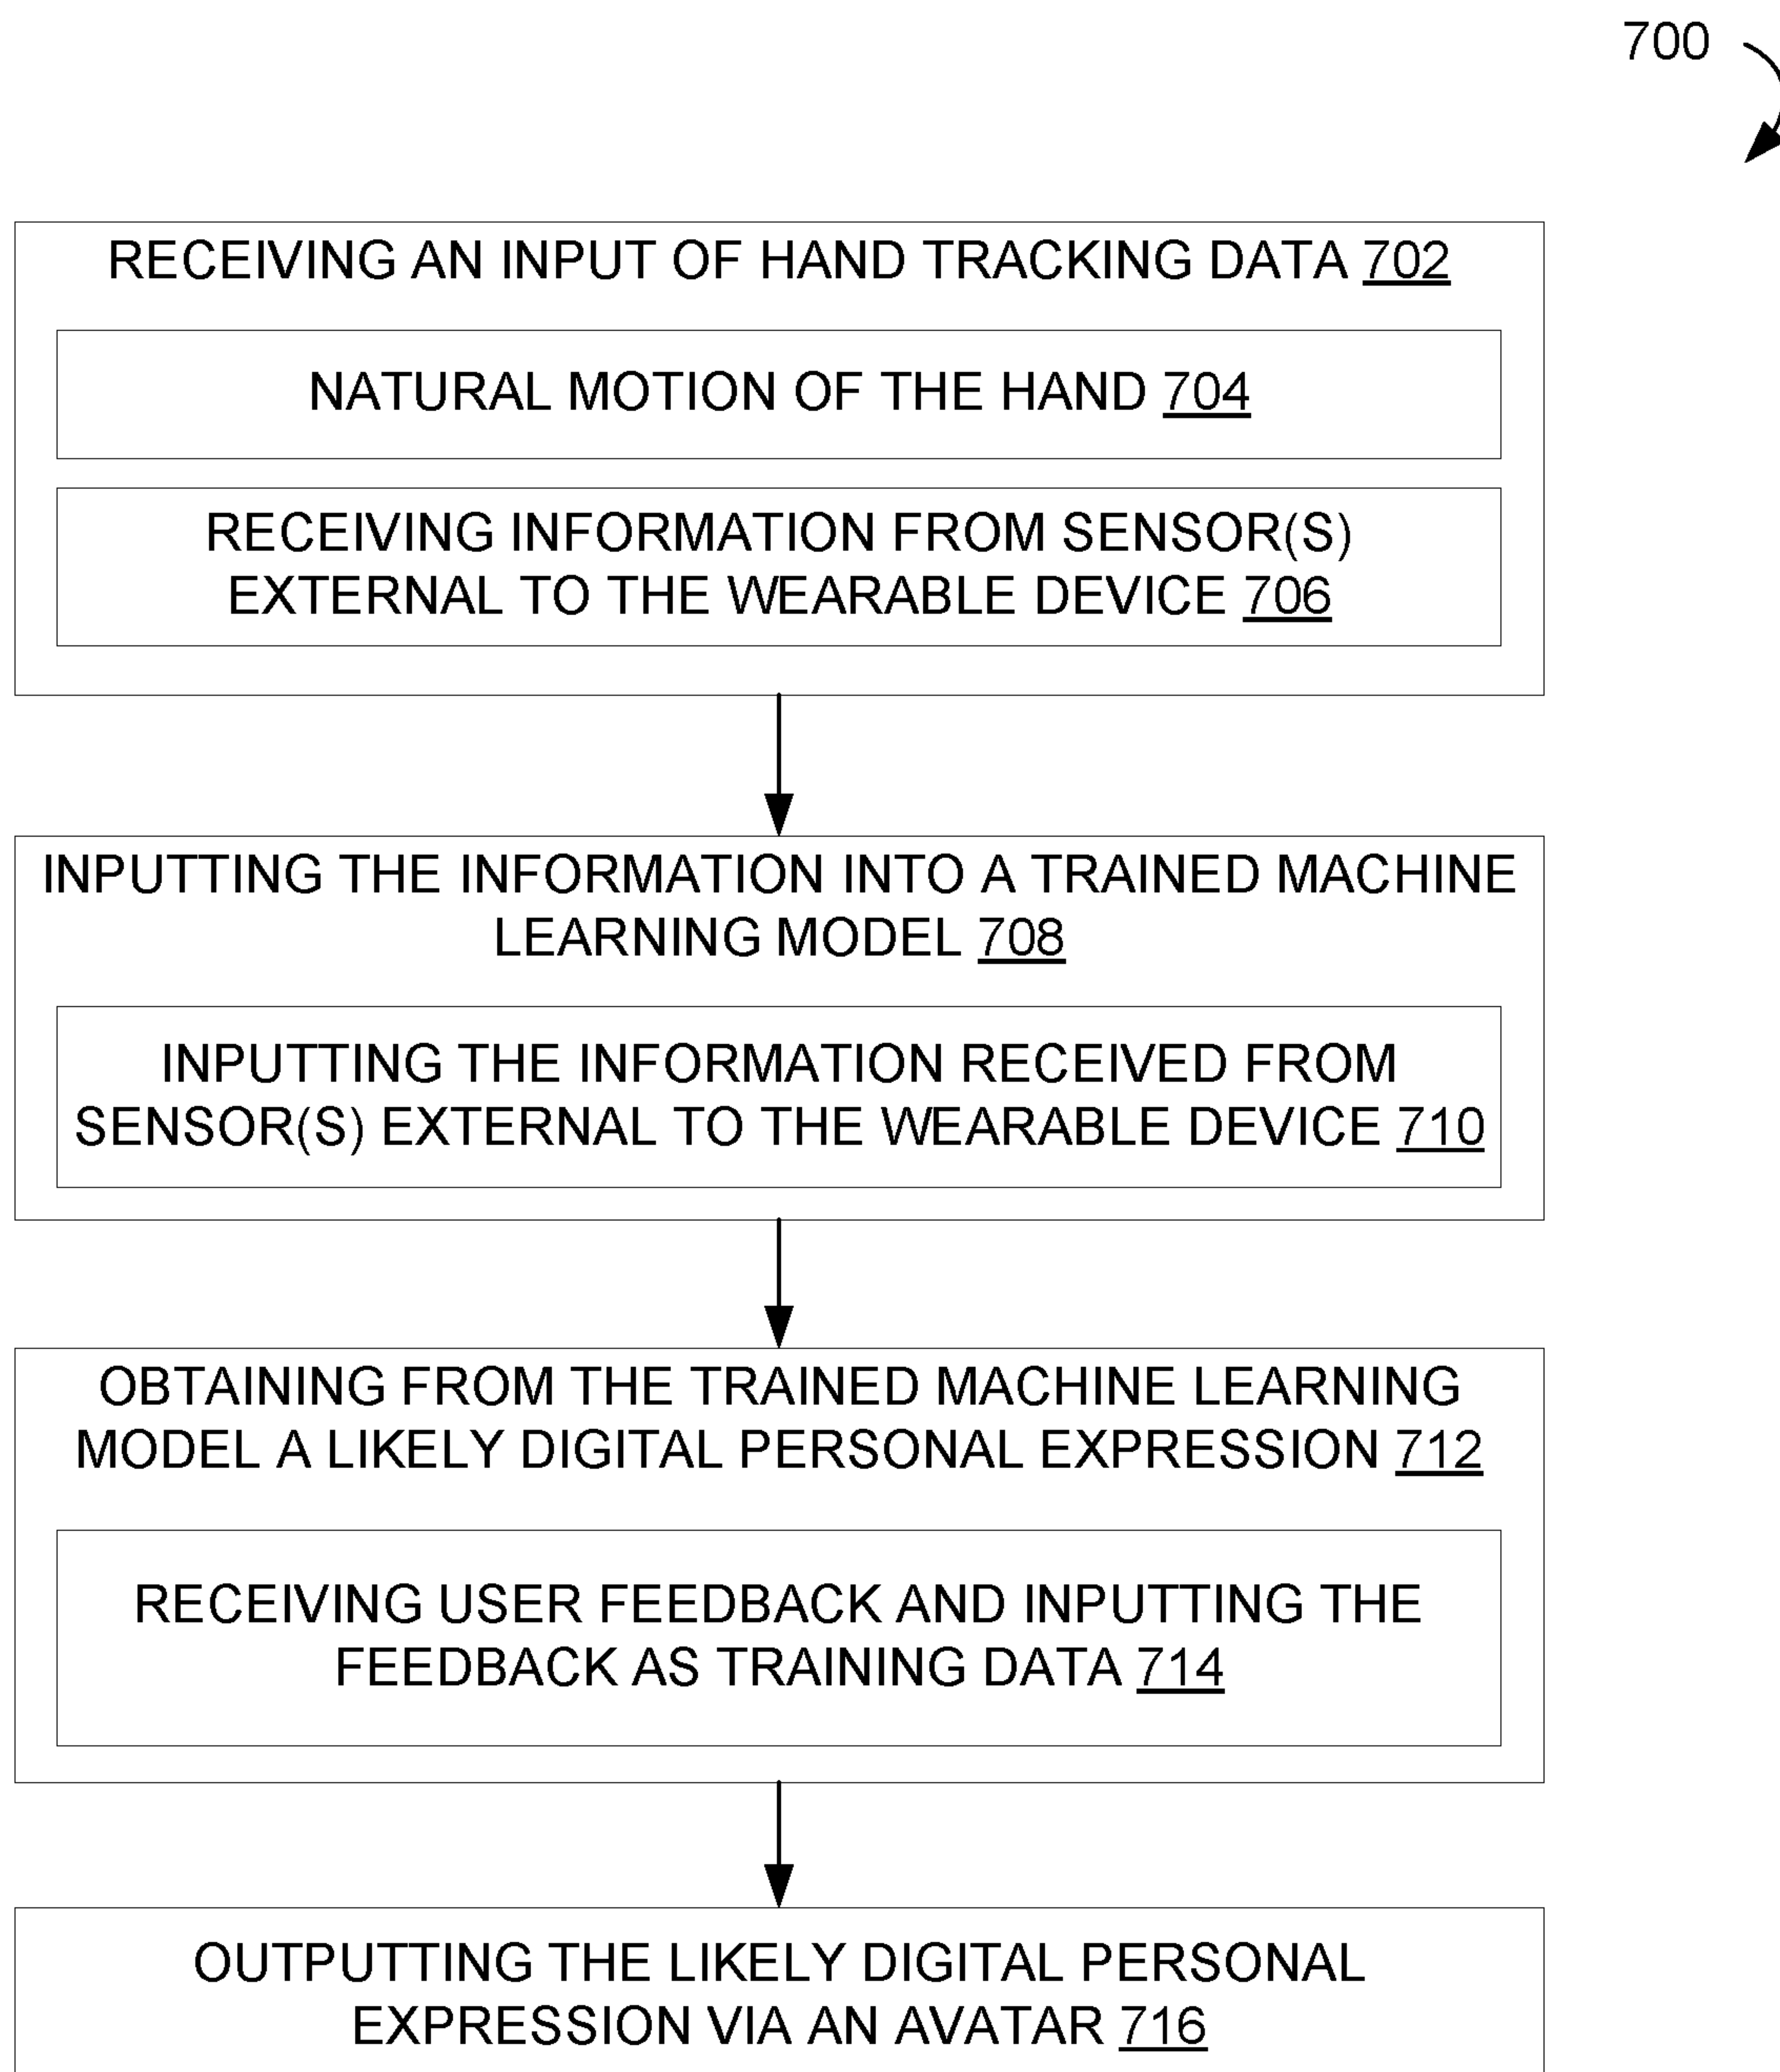 700
RECEIVING AN INPUT OF HAND TRACKING DATA 702
NATURAL MOTION OF THE HAND 704
RECEIVING INFORMATION FROM SENSOR(S)
EXTERNAL TO THE WEARABLE DEVICE 706
INPUTTING THE INFORMATION INTO A TRAINED MACHINE
LEARNING MODEL 708
INPUTTING THE INFORMATION RECEIVED FROM
SENSOR(S) EXTERNAL TO THE WEARABLE DEVICE 710
OBTAINING FROM THE TRAINED MACHINE LEARNING
MODEL A LIKELY DIGITAL PERSONAL EXPRESSION 712
RECEIVING USER FEEDBACK AND INPUTTING THE
FEEDBACK AS TRAINING DATA 714
OUTPUTTING THE LIKELY DIGITAL PERSONAL
EXPRESSION VIA AN AVATAR 716